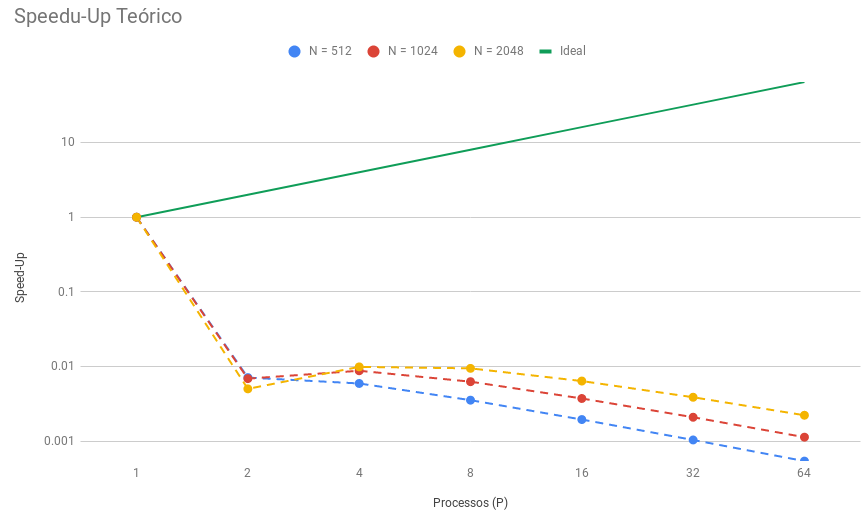 Speedu-Up Teórico
N = 512 N = 1024 N = 2048 Ideal
10
1
0.1
0.01
0.001
Speed-Up
1 2 4 8 16 32 64
Processos (P)